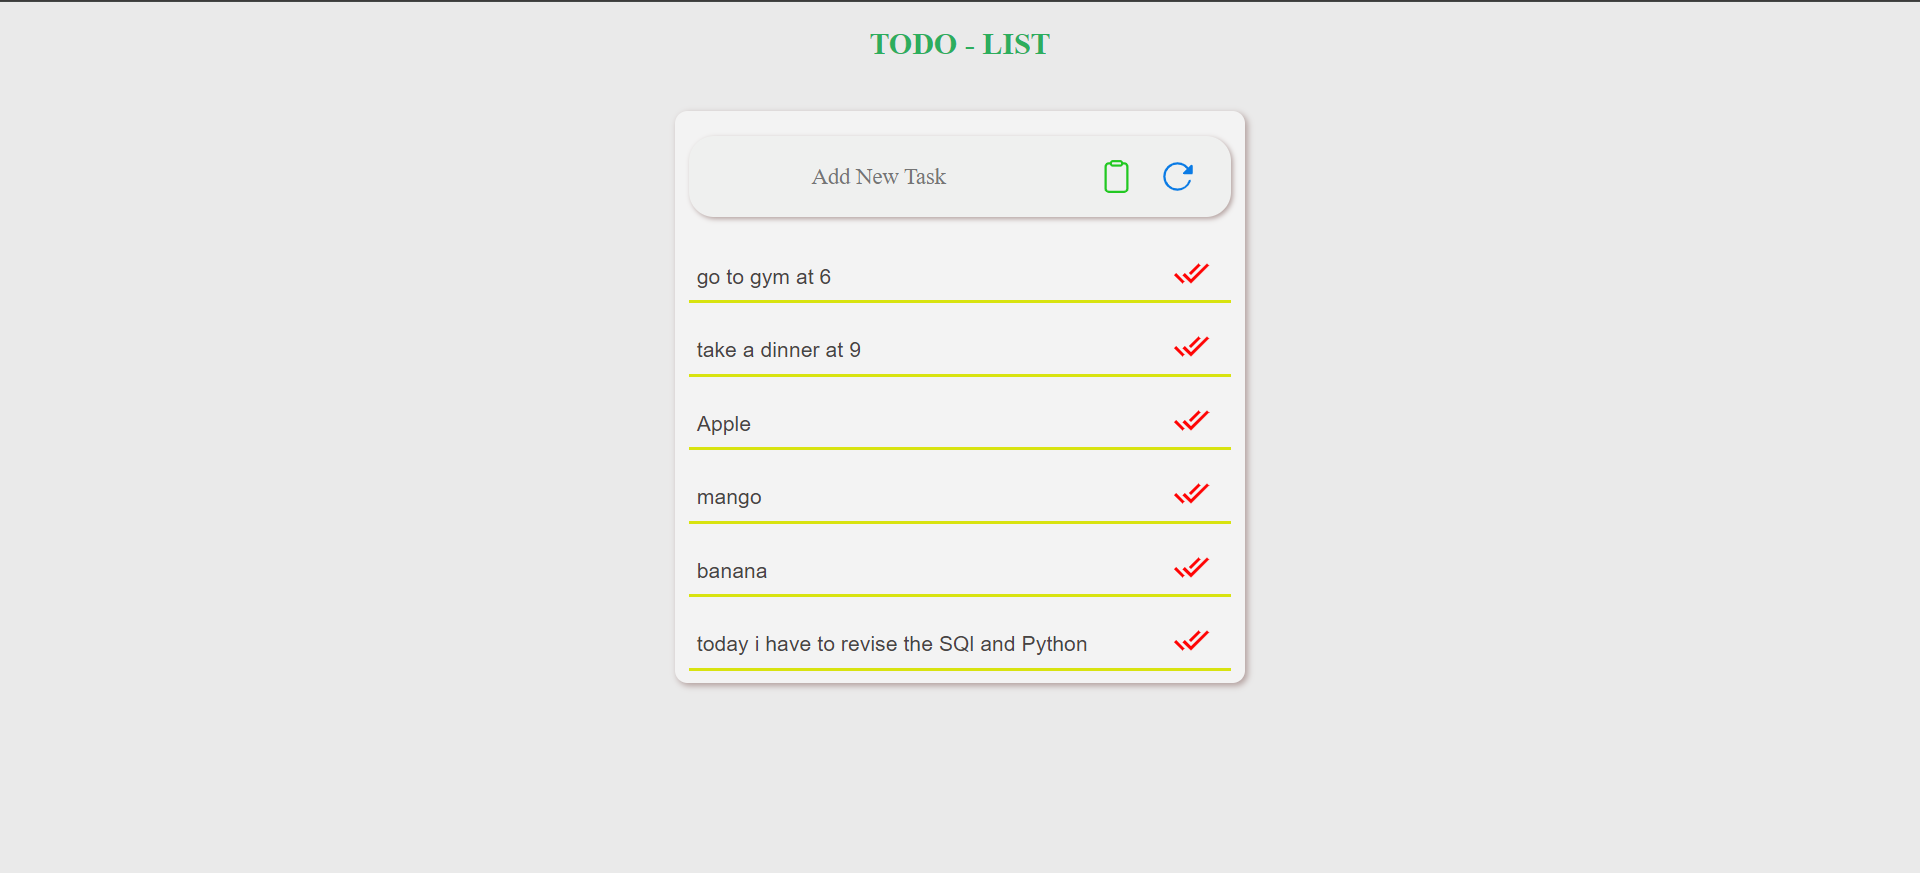 TODO - LIST
Add New Task
go to gym at 6
take a dinner at 9
Apple
mango
banana
today i have to revise the SQl and Python